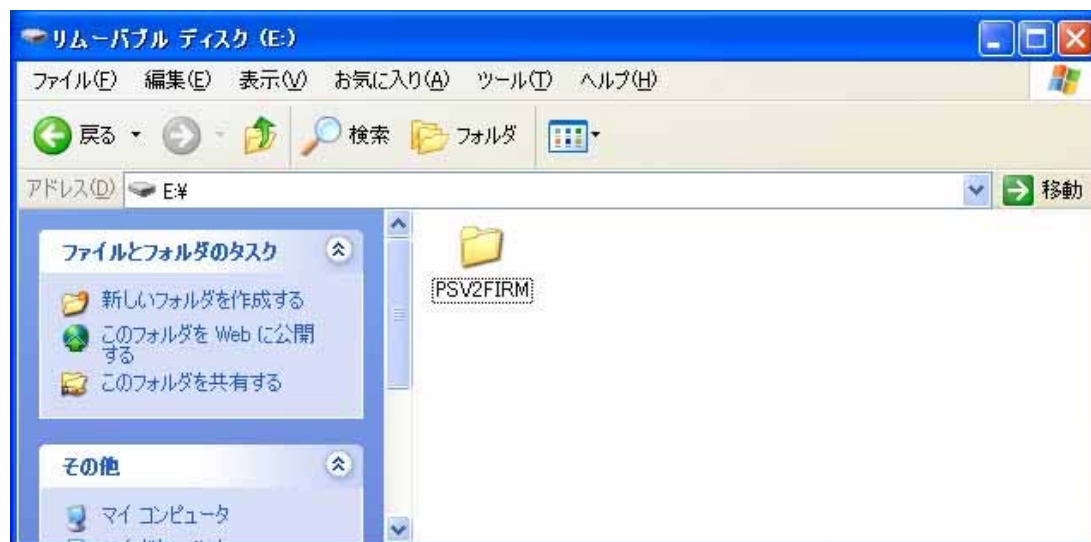 リムーバブル ディスク (E:)
ファイル(F) 編集(E) 表示(V) お気に入り(A) ツール(T) ヘルプ(H)
戻る 検索 フォルダ
アドレス(D) E:¥ 移動
ファイルとフォルダのタスク
新しいフォルダを作成する
このフォルダを Web に公開
する
このフォルダを共有する
その他
マイ コンピュータ
PSV2FIRM